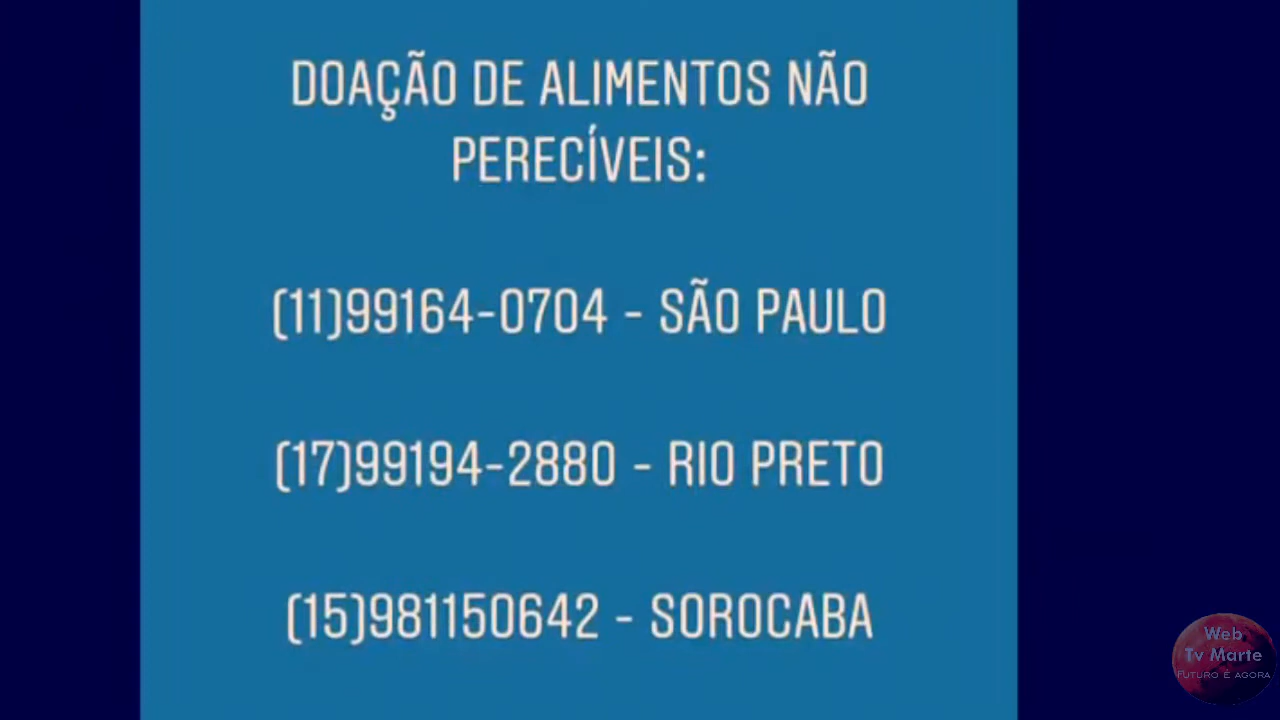 DOAÇÃO DE ALIMENTOS NÃO
PERECÍVEIS:
(11)99164-0704 - SÃO PAULO
(17)99194-2880 - RIO PRETO
(15)981150642 - SOROCABA
Web
Tv Marte
FUTURO É AGORA